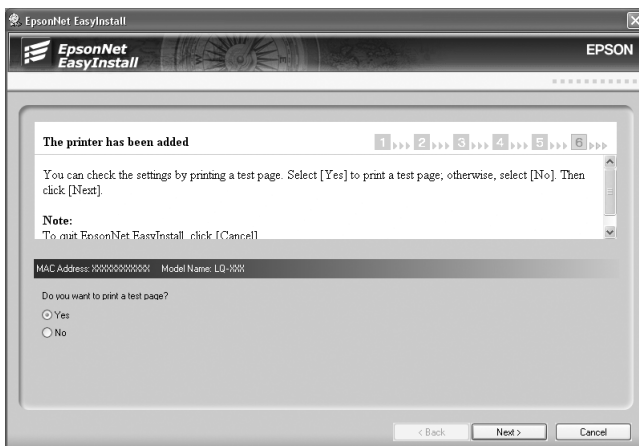 EpsonNet EasyInstall
EpsonNet
EasyInstall
EPSON
The printer has been added
1 2 3 4 5 6
You can check the settings by printing a test page. Select [Yes] to print a test page; otherwise, select [No]. Then
click [Next].
Note:
To quit EpsonNet EasyInstall, click [Cancel]
MAC Address: XXXXXXXXXXXX Model Name: LQ-XXX
Do you want to print a test page?
Yes
No
< Back Next > Cancel